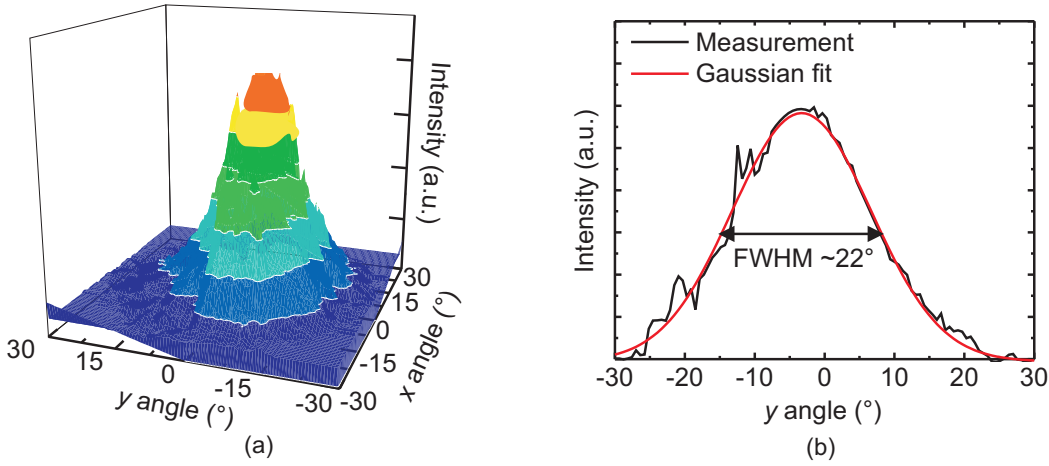 Intensity (a.u.)
30
15
0
-15
-30
y angle (°)
-30
-15
0
15
30
x angle (°)
(a)
Measurement
Gaussian fit
Intensity (a.u.)
FWHM ~22°
-30 -20 -10 0 10 20 30
y angle (°)
(b)